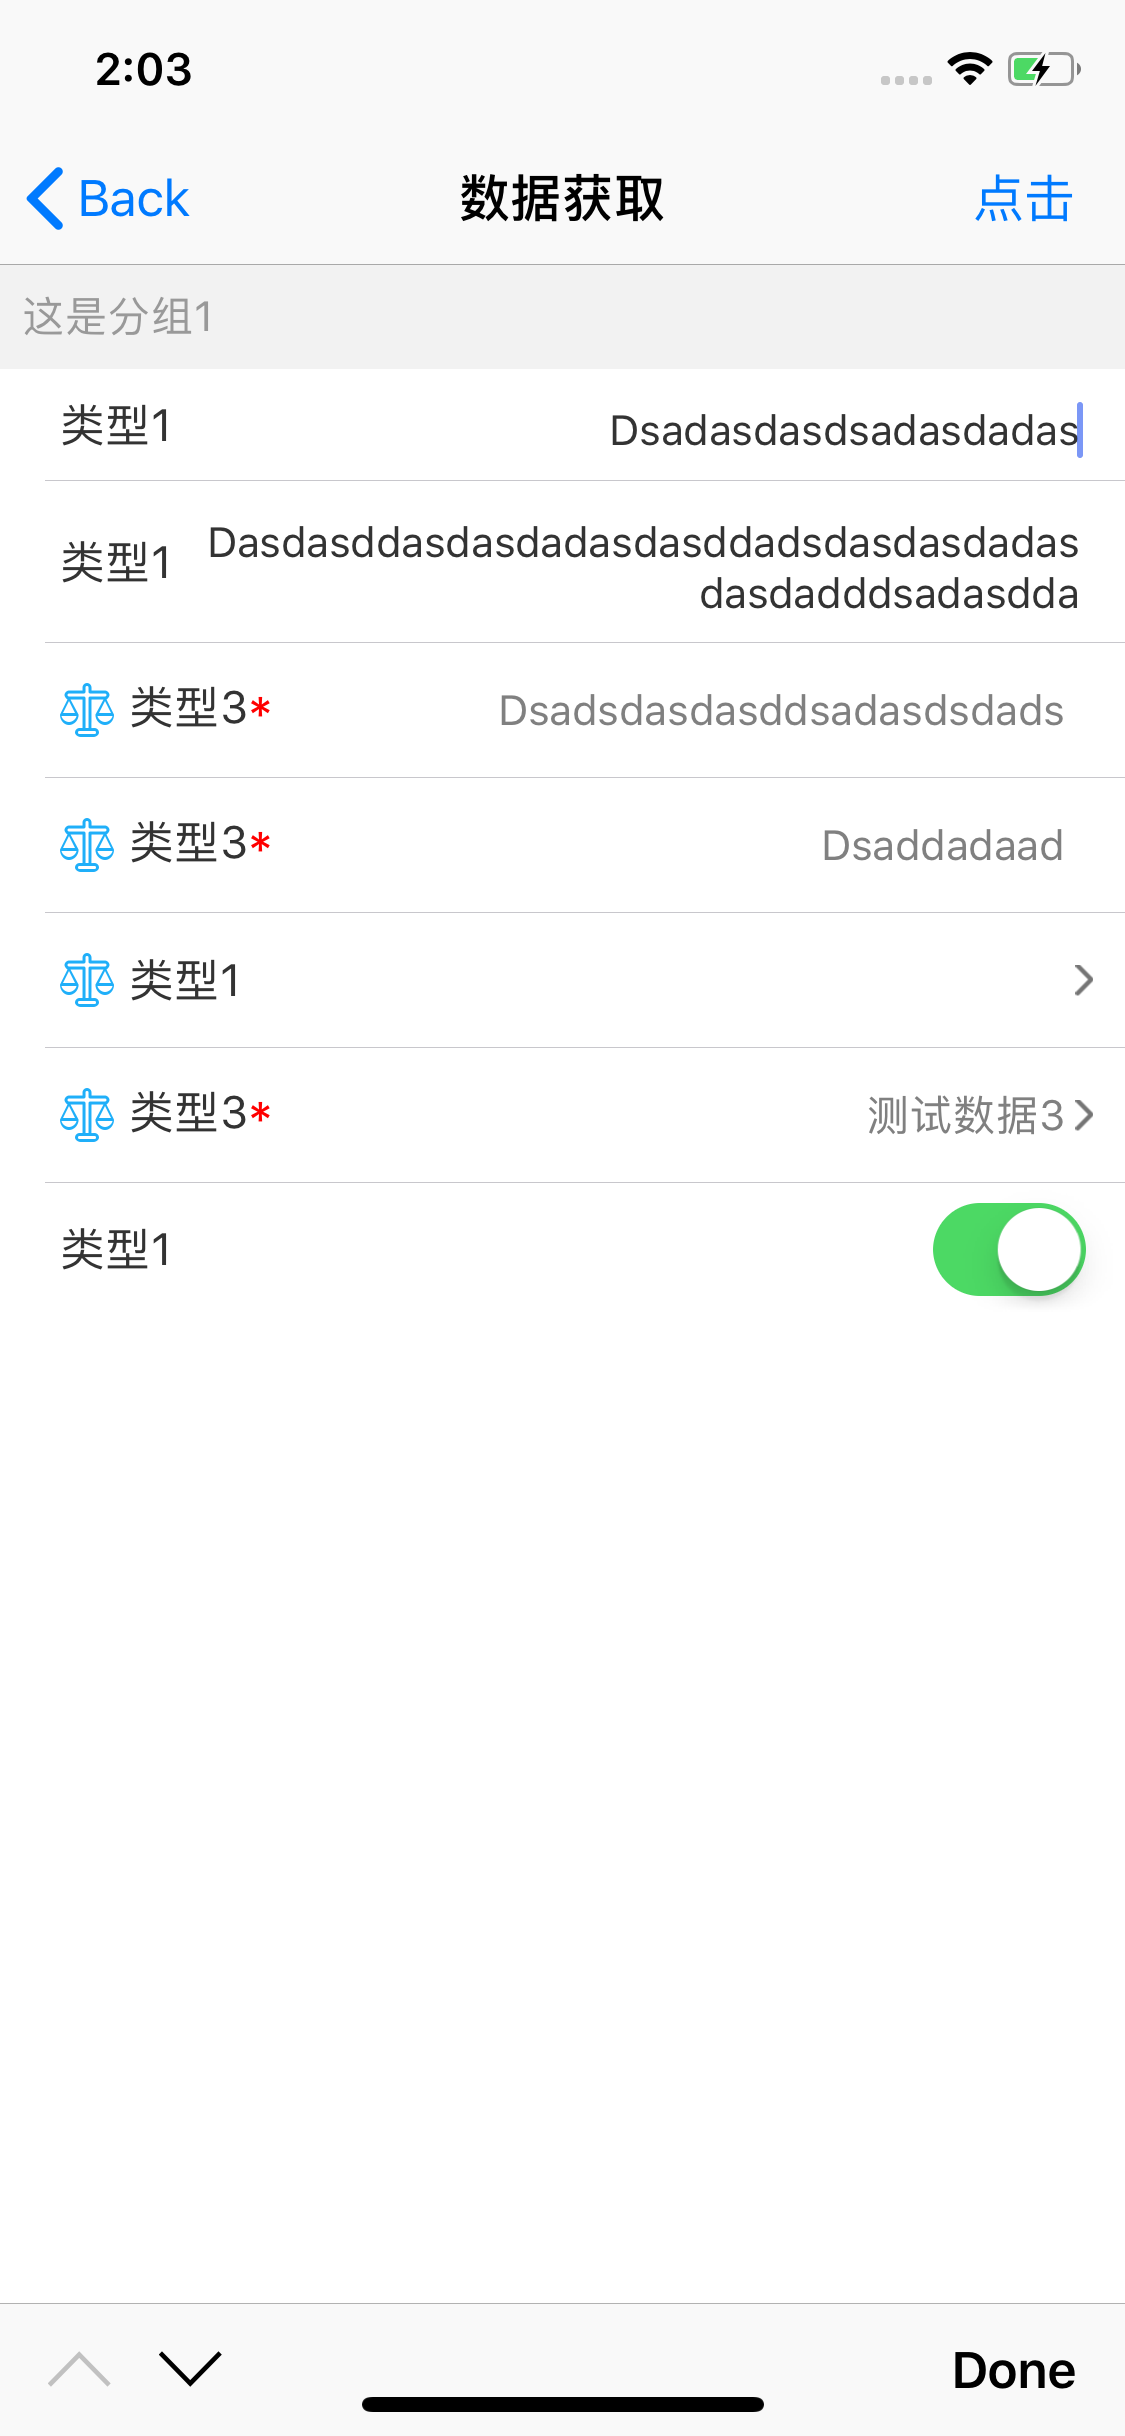 2:03
Back
数据获取
点击
这是分组1
类型1
Dsadasdasdsadasdadas
类型1
Dasdasddasdasdadasdasddadsdasdasdadas
dasdadddsadasdda
类型3*
Dsadsdasdasddsadasdsdads
类型3*
Dsaddadaad
类型1
类型3*
测试数据3
类型1
Done